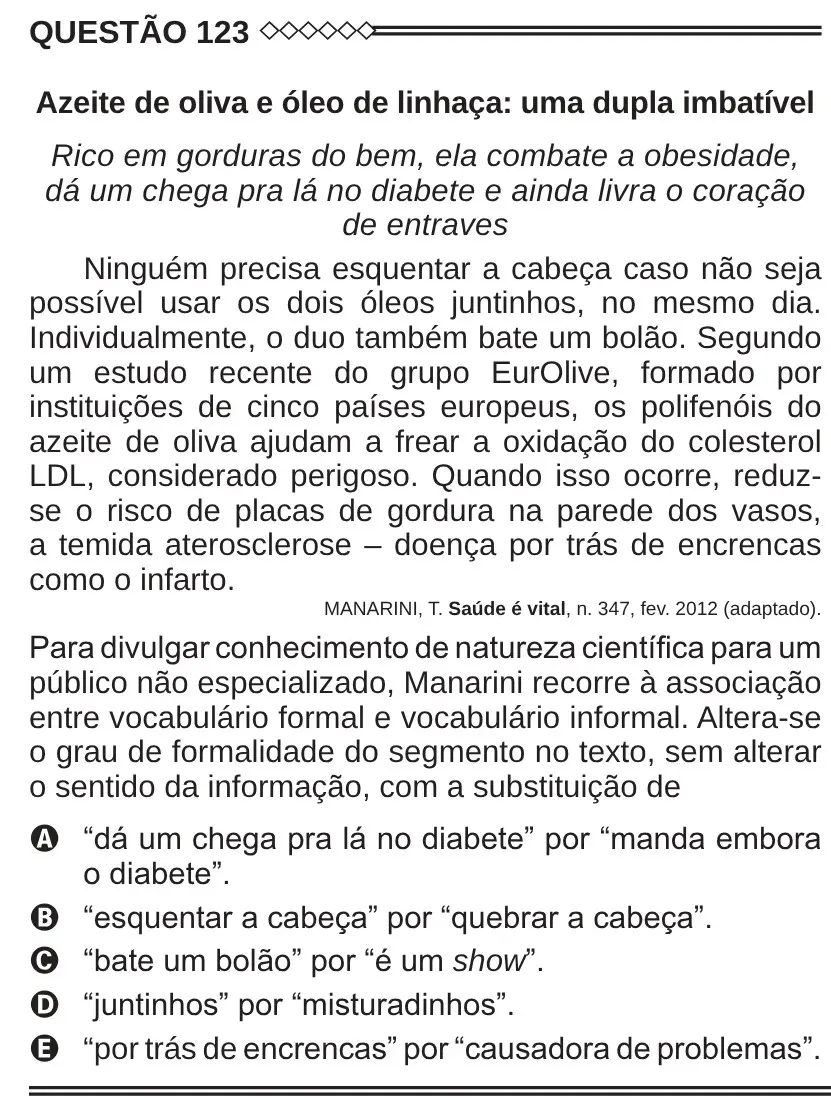 QUESTÃO 123
Azeite de oliva e óleo de linhaça: uma dupla imbatível
Rico em gorduras do bem, ela combate a obesidade,
dá um chega pra lá no diabete e ainda livra o coração
de entraves
Ninguém precisa esquentar a cabeça caso não seja
possível usar os dois óleos juntinhos, no mesmo dia.
Individualmente, o duo também bate um bolão. Segundo
um estudo recente do grupo EurOlive, formado por
instituições de cinco países europeus, os polifenóis do
azeite de oliva ajudam a frear a oxidação do colesterol
LDL, considerado perigoso. Quando isso ocorre, reduz-
se o risco de placas de gordura na parede dos vasos,
a temida aterosclerose – doença por trás de encrencas
como o infarto.
MANARINI, T. Saúde é vital, n. 347, fev. 2012 (adaptado).
Para divulgar conhecimento de natureza científica para um
público não especializado, Manarini recorre à associação
entre vocabulário formal e vocabulário informal. Altera-se
o grau de formalidade do segmento no texto, sem alterar
o sentido da informação, com a substituição de
A “dá um chega pra lá no diabete” por “manda embora
o diabete”.
B “esquentar a cabeça” por “quebrar a cabeça”.
C “bate um bolão” por “é um show”.
D “juntinhos” por “misturadinhos”.
E “por trás de encrencas” por “causadora de problemas”.